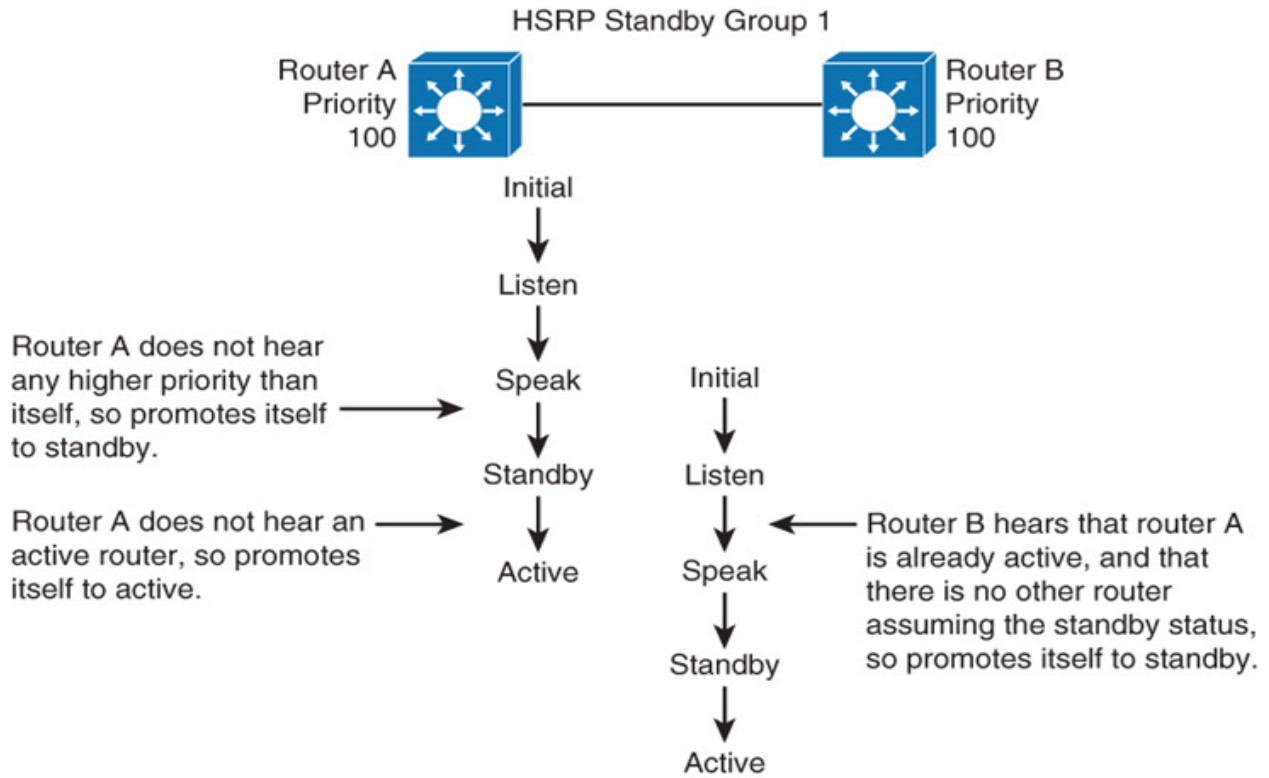 HSRP Standby Group 1
Router A
Priority
100
Router B
Priority
100
Initial
Listen
Speak
Standby
Active
Router A does not hear
any higher priority than
itself, so promotes itself
to standby.
Router A does not hear an
active router, so promotes
itself to active.
Initial
Listen
Speak
Standby
Active
Router B hears that router A
is already active, and that
there is no other router
assuming the standby status,
so promotes itself to standby.